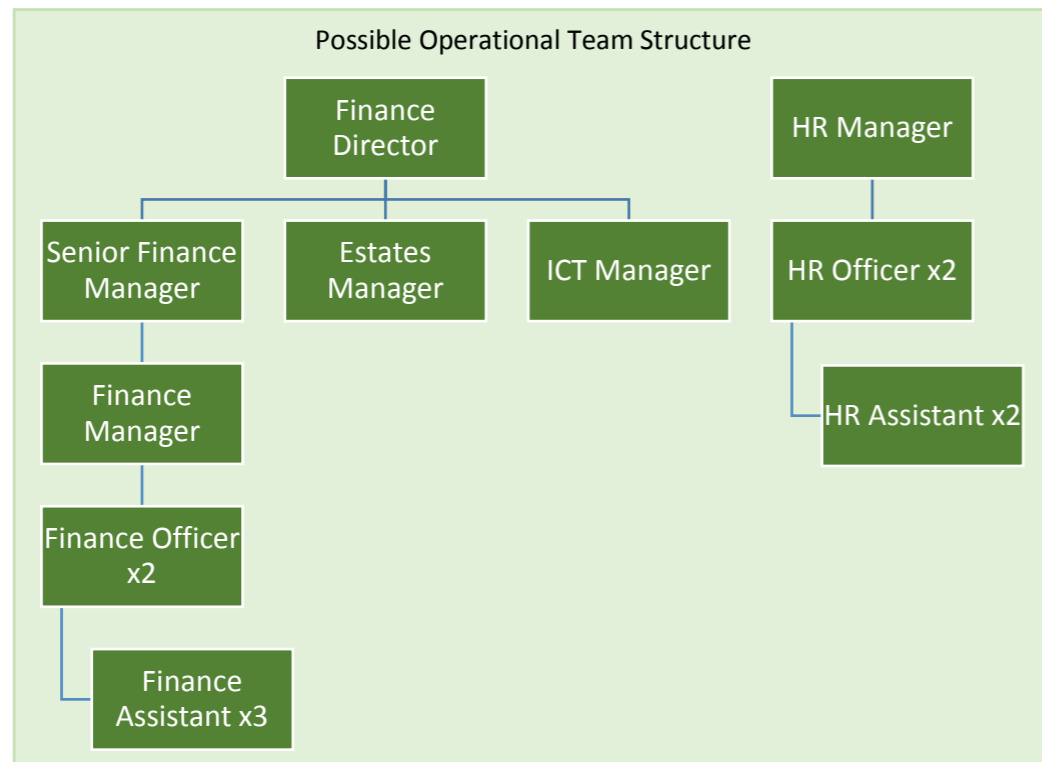 Possible Operational Team Structure
Finance
Director
HR Manager
Senior Finance
Manager
Estates
Manager
ICT Manager
HR Officer x2
Finance
Manager
HR Assistant x2
Finance Officer
x2
Finance
Assistant x3